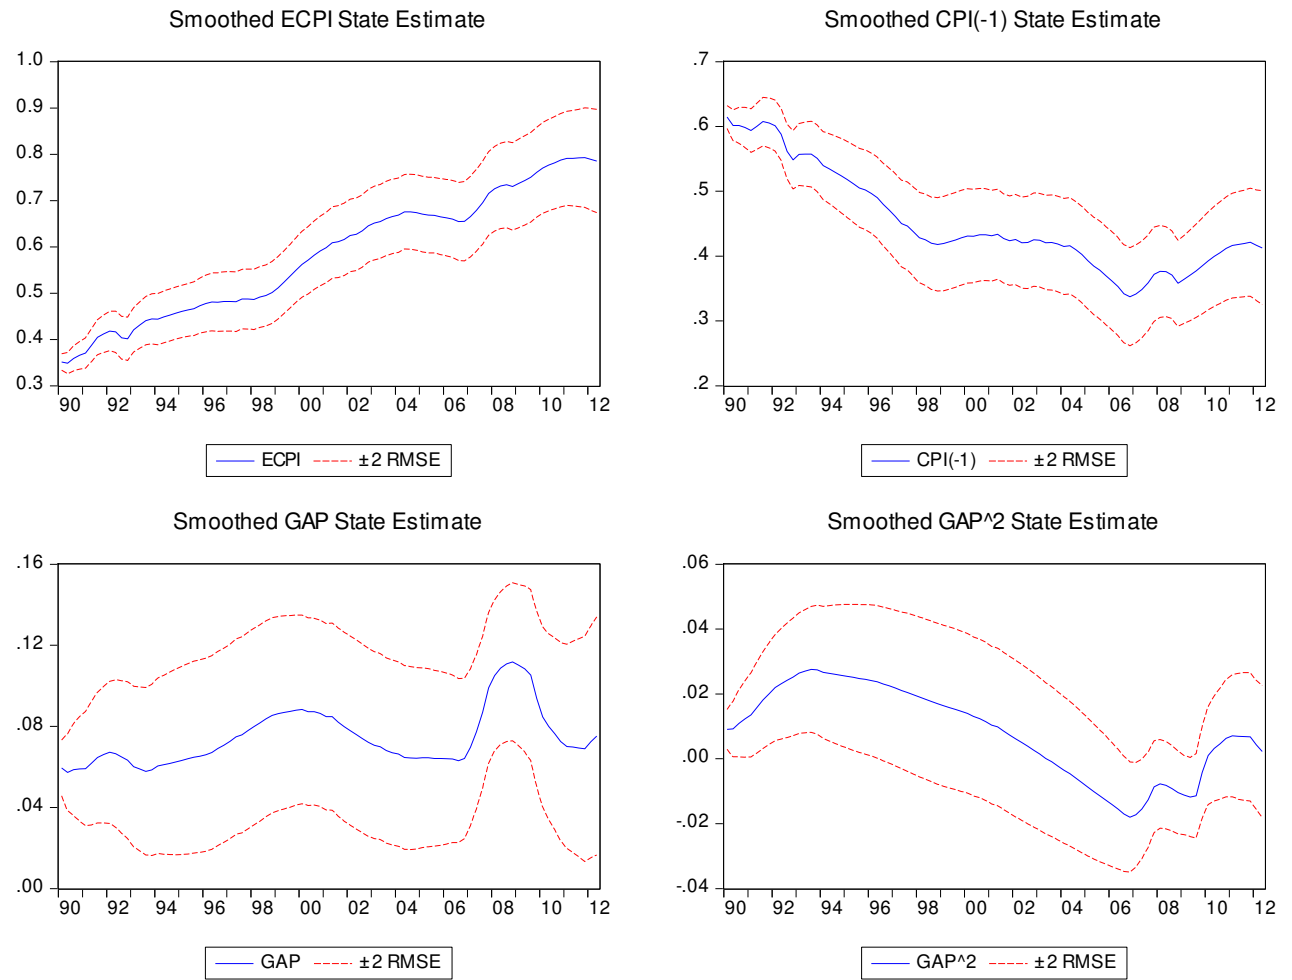 Smoothed ECPI State Estimate
1.0
0.9
0.8
0.7
0.6
0.5
0.4
0.3
90 92 94 96 98 00 02 04 06 08 10 12
ECPI ±2 RMSE
Smoothed CPI(-1) State Estimate
.7
.6
.5
.4
.3
.2
90 92 94 96 98 00 02 04 06 08 10 12
CPI(-1) ±2 RMSE
Smoothed GAP State Estimate
.16
.12
.08
.04
.00
90 92 94 96 98 00 02 04 06 08 10 12
GAP ±2 RMSE
Smoothed GAP^2 State Estimate
.06
.04
.02
.00
-.02
-.04
90 92 94 96 98 00 02 04 06 08 10 12
GAP^2 ±2 RMSE